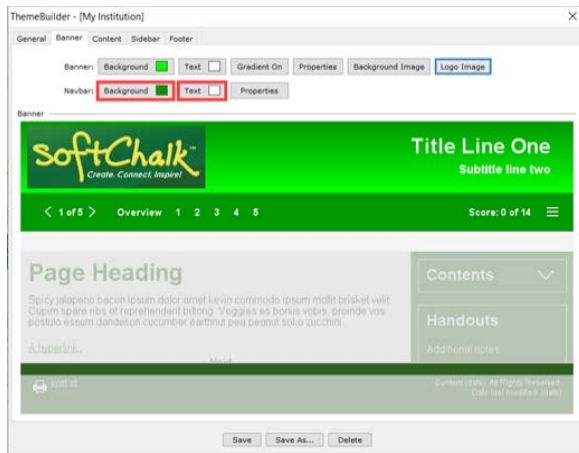 ThemeBuilder - [My Institution]
General Banner Content Sidebar Footer
Banner: Background Text Gradient On Properties Background Image Logo Image
Navbar: Background Text Properties
Banner
SoftChalk™
Create. Connect. Inspire!
Title Line One
Subtitle line two
< 1 of 5 > Overview 1 2 3 4 5 Score: 0 of 14
Page Heading
Spicy jalapeno bacon ipsum dolor amet kevin commodo ipsum mollit brisket velit.
Cupim spare ribs et reprehenderit biltong. Veggies es bonus vobis, proinde vos
postulo essum dandelion cucumber earthnut pea peanut soko zucchini.
A hyperlink.
Next
Contents
Handouts
Additional notes
print all
Content {date}. All Rights Reserved.
Date last modified: {date}
Save Save As... Delete